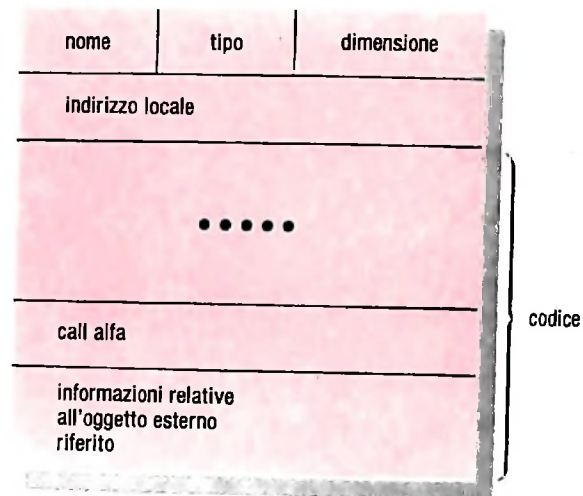 nome tipo dimensione
indirizzo locale
call alfa
codice
informazioni relative
all'oggetto esterno
riferito